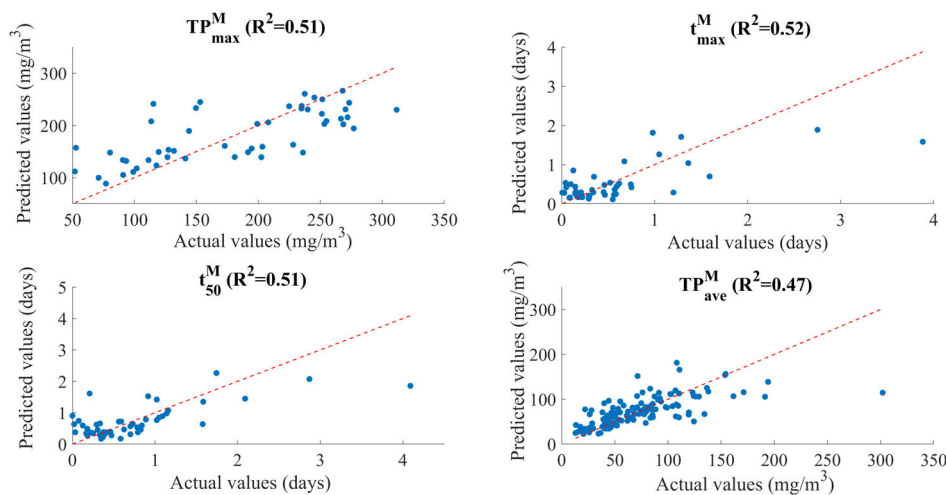 TP^M_max (R²=0.51)
Predicted values (mg/m³)
300
200
100
50 100 150 200 250 300 350
Actual values (mg/m³)
t^M_max (R²=0.52)
Predicted values (days)
4
3
2
1
0
0 1 2 3 4
Actual values (days)
t^M_50 (R²=0.51)
Predicted values (days)
5
4
3
2
1
0
0 1 2 3 4
Actual values (days)
TP^M_ave (R²=0.47)
Predicted values (mg/m³)
300
200
100
0
0 50 100 150 200 250 300 350
Actual values (mg/m³)